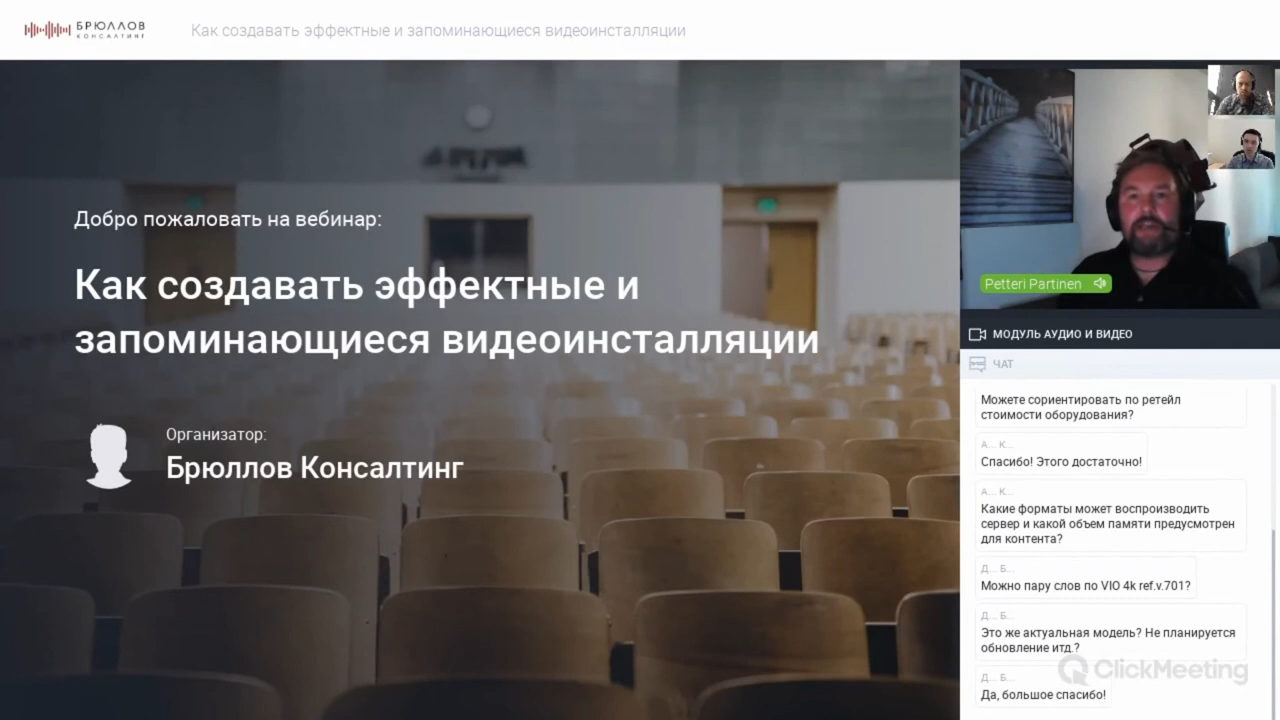 БРЮЛЛОВ
КОНСАЛТИНГ
Как создавать эффектные и запоминающиеся видеоинсталляции
Добро пожаловать на вебинар:
Как создавать эффектные и
запоминающиеся видеоинсталляции
Организатор:
Брюллов Консалтинг
Petteri Partinen
МОДУЛЬ АУДИО И ВИДЕО
ЧАТ
Можете сориентировать по ретейл
стоимости оборудования?
А... К...
Спасибо! Этого достаточно!
А... К...
Какие форматы может воспроизводить
сервер и какой объем памяти предусмотрен
для контента?
Д... Б...
Можно пару слов по VIO 4k ref.v.701?
Д... Б...
Это же актуальная модель? Не планируется
обновление итд.?
ClickMeeting
Д... Б...
Да, большое спасибо!